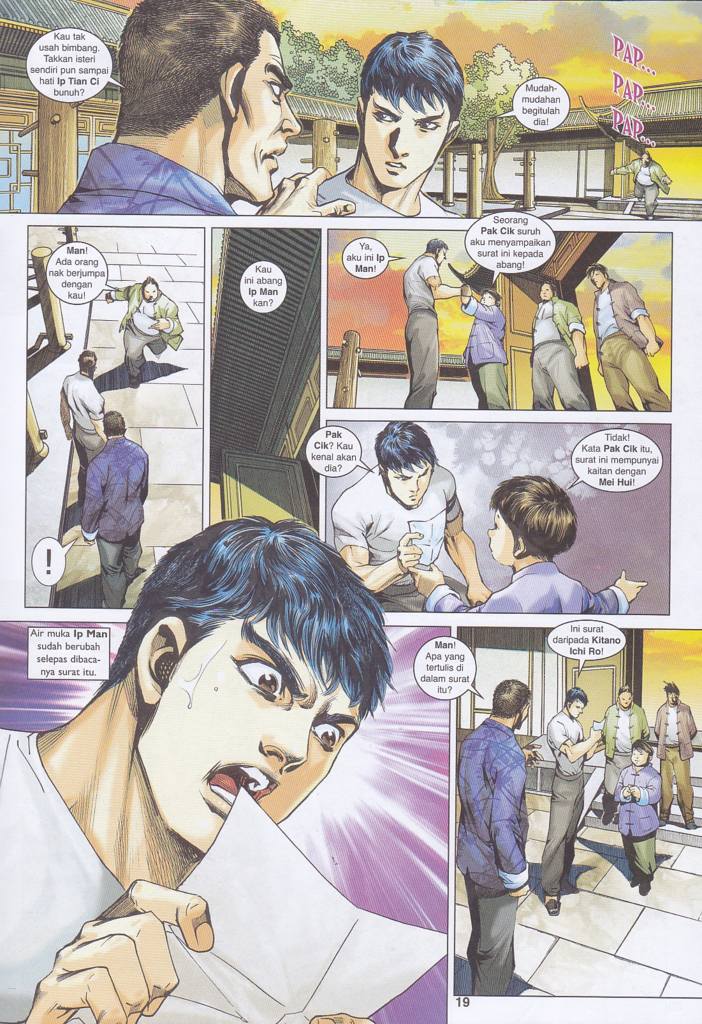 Kau tak
usah bimbang.
Takkan isteri
sendiri pun sampai
hati Ip Tian Ci
bunuh?
Mudah-
mudahan
begitulah
dia!
PAP...
PAP...
PAP...
Man!
Ada orang
nak berjumpa
dengan
kau!
!
Kau
ini abang
Ip Man
kan?
Ya,
aku ini Ip
Man!
Seorang
Pak Cik suruh
aku menyampaikan
surat ini kepada
abang!
Pak
Cik? Kau
kenal akan
dia?
Tidak!
Kata Pak Cik itu,
surat ini mempunyai
kaitan dengan
Mei Hui!
Air muka Ip Man
sudah berubah
selepas dibaca-
nya surat itu.
Man!
Apa yang
tertulis di
dalam surat
itu?
Ini surat
daripada Kitano
Ichi Ro!
19